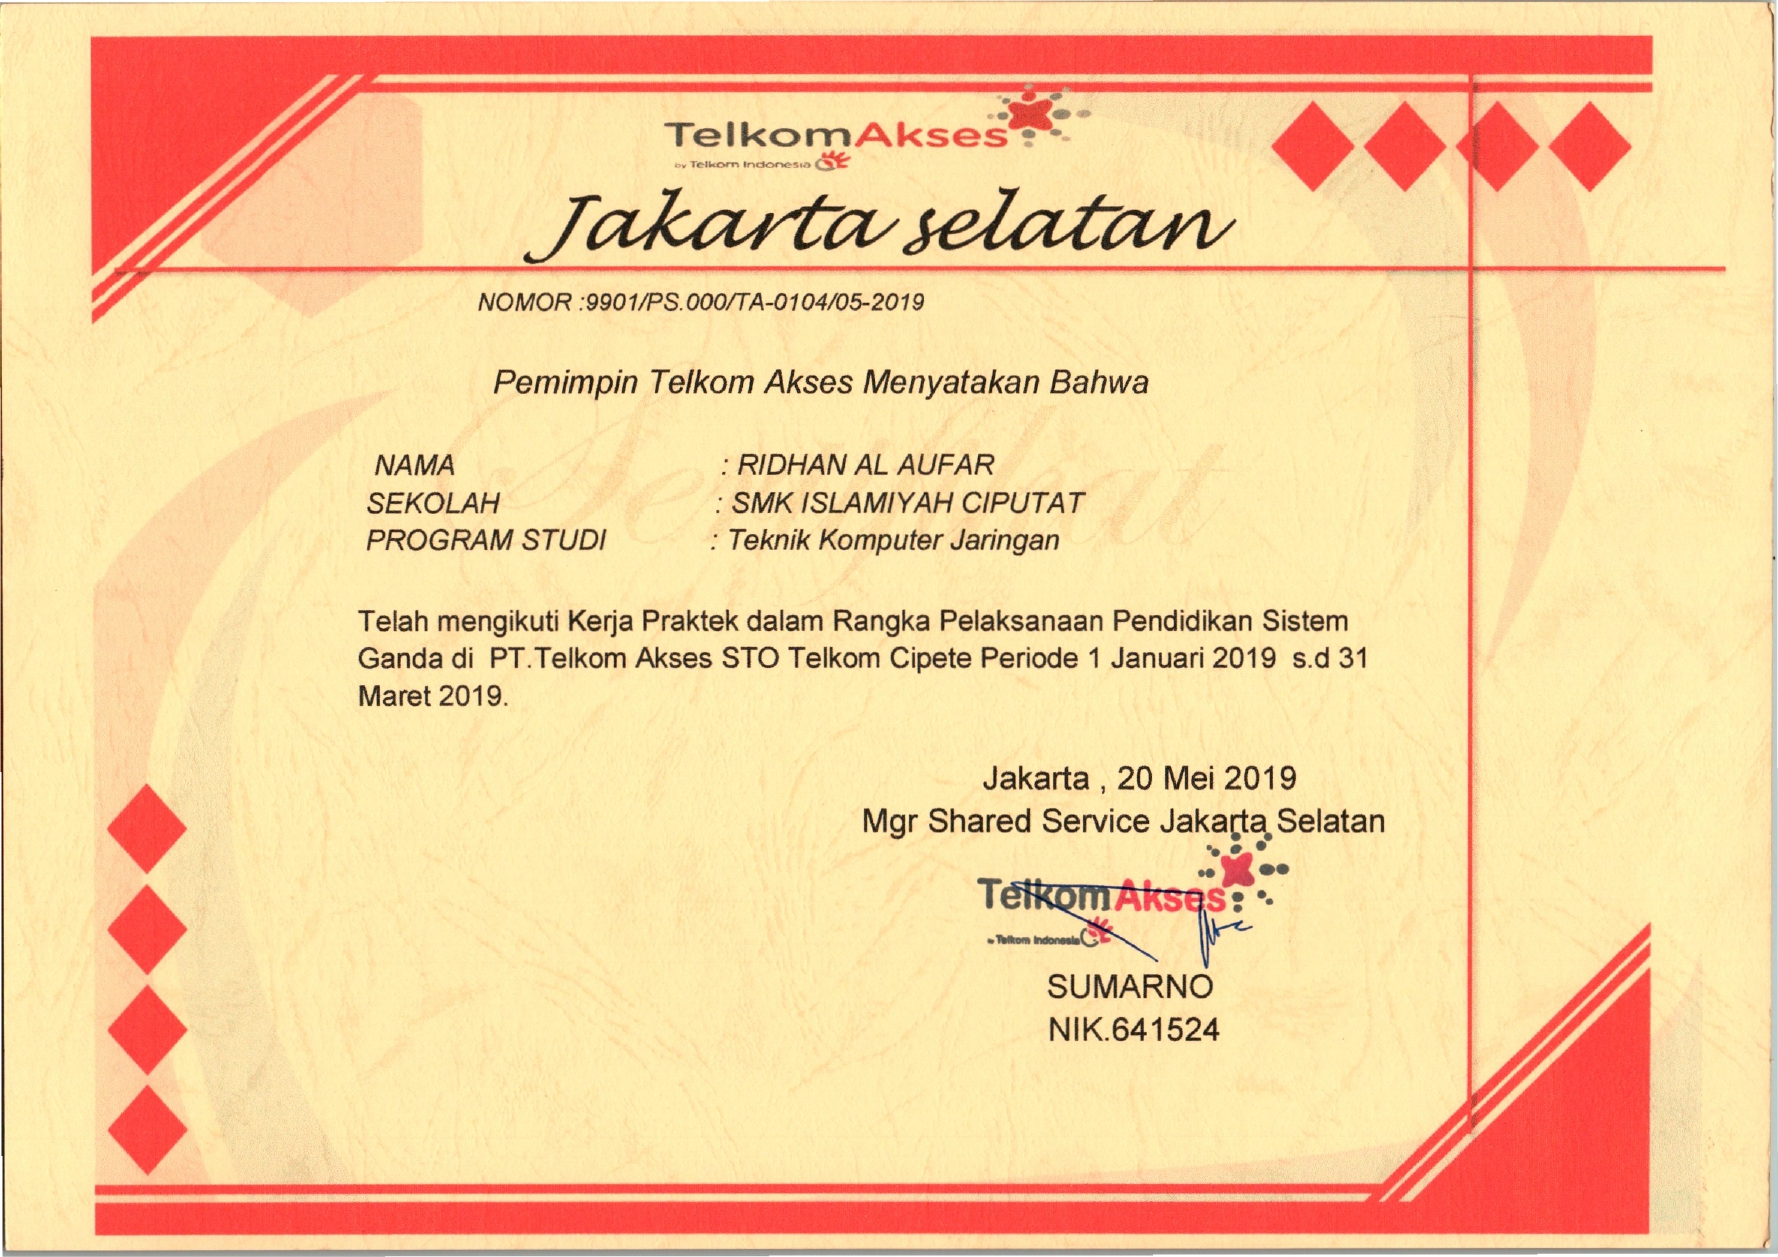 TelkomAkses
by Telkom Indonesia
Jakarta selatan
NOMOR :9901/PS.000/TA-0104/05-2019
Pemimpin Telkom Akses Menyatakan Bahwa
Sertifikat
NAMA : RIDHAN AL AUFAR
SEKOLAH : SMK ISLAMIYAH CIPUTAT
PROGRAM STUDI : Teknik Komputer Jaringan
Telah mengikuti Kerja Praktek dalam Rangka Pelaksanaan Pendidikan Sistem
Ganda di PT.Telkom Akses STO Telkom Cipete Periode 1 Januari 2019 s.d 31
Maret 2019.
Jakarta , 20 Mei 2019
Mgr Shared Service Jakarta Selatan
Telkom Akses
by Telkom Indonesia
SUMARNO
NIK.641524